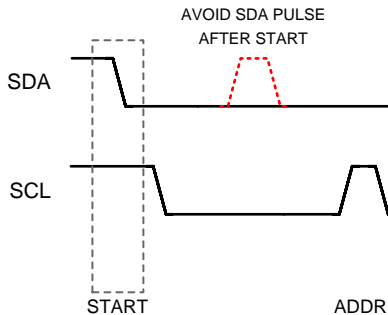 AVOID SDA PULSE
AFTER START
SDA
SCL
START
ADDR